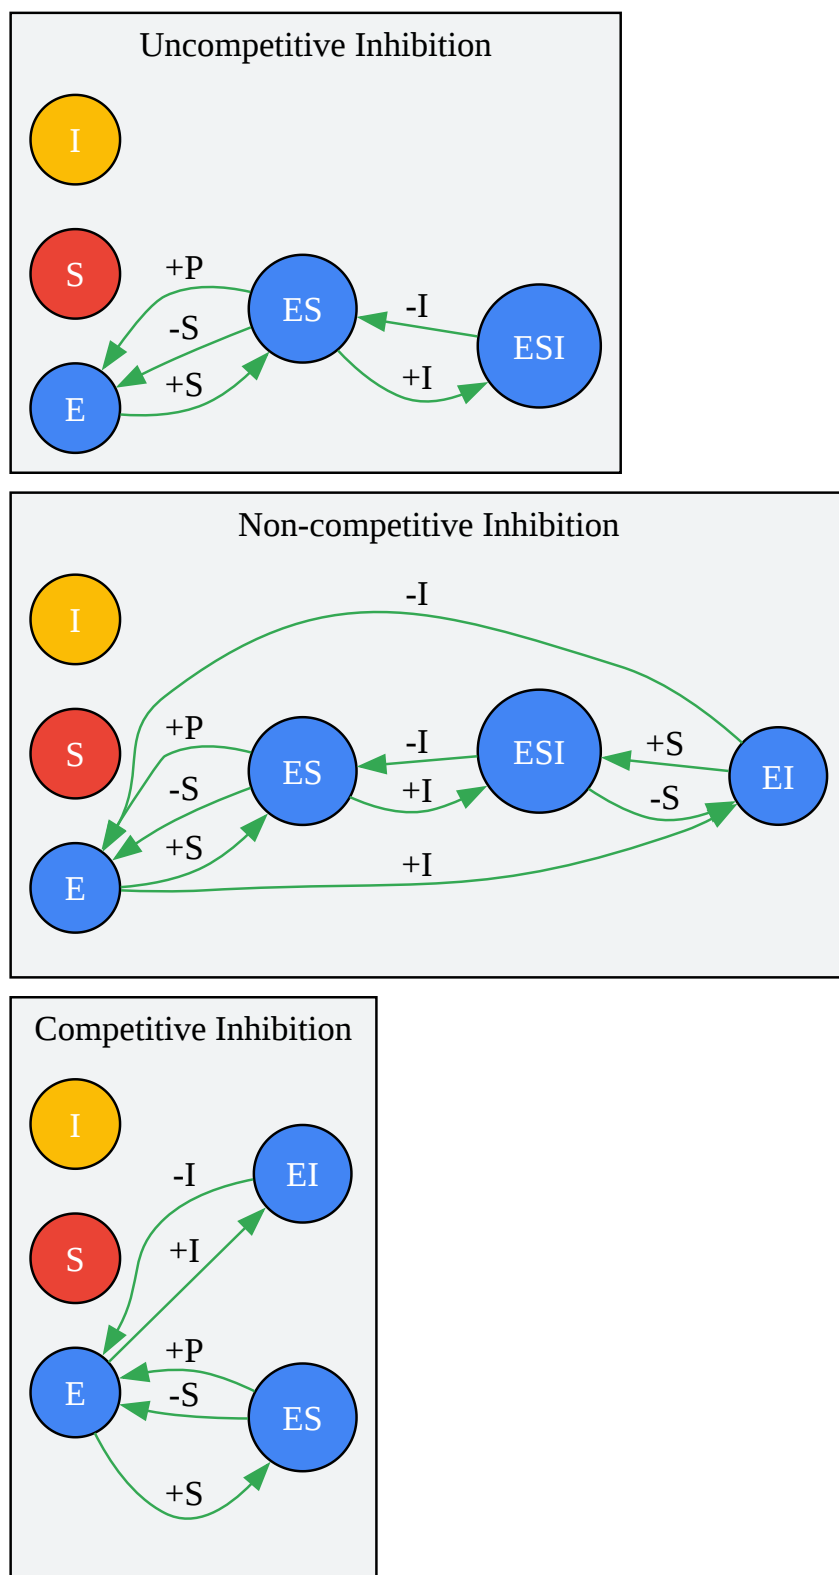 Uncompetitive Inhibition
I
S
+P
ES
-I
-S
ESI
+S
+I
E
Non-competitive Inhibition
-I
I
+P
S
-I
ESI
+S
ES
EI
-S
+I
-S
+S
+I
E
Competitive Inhibition
I
-I
EI
+I
S
+P
E
-S
ES
+S